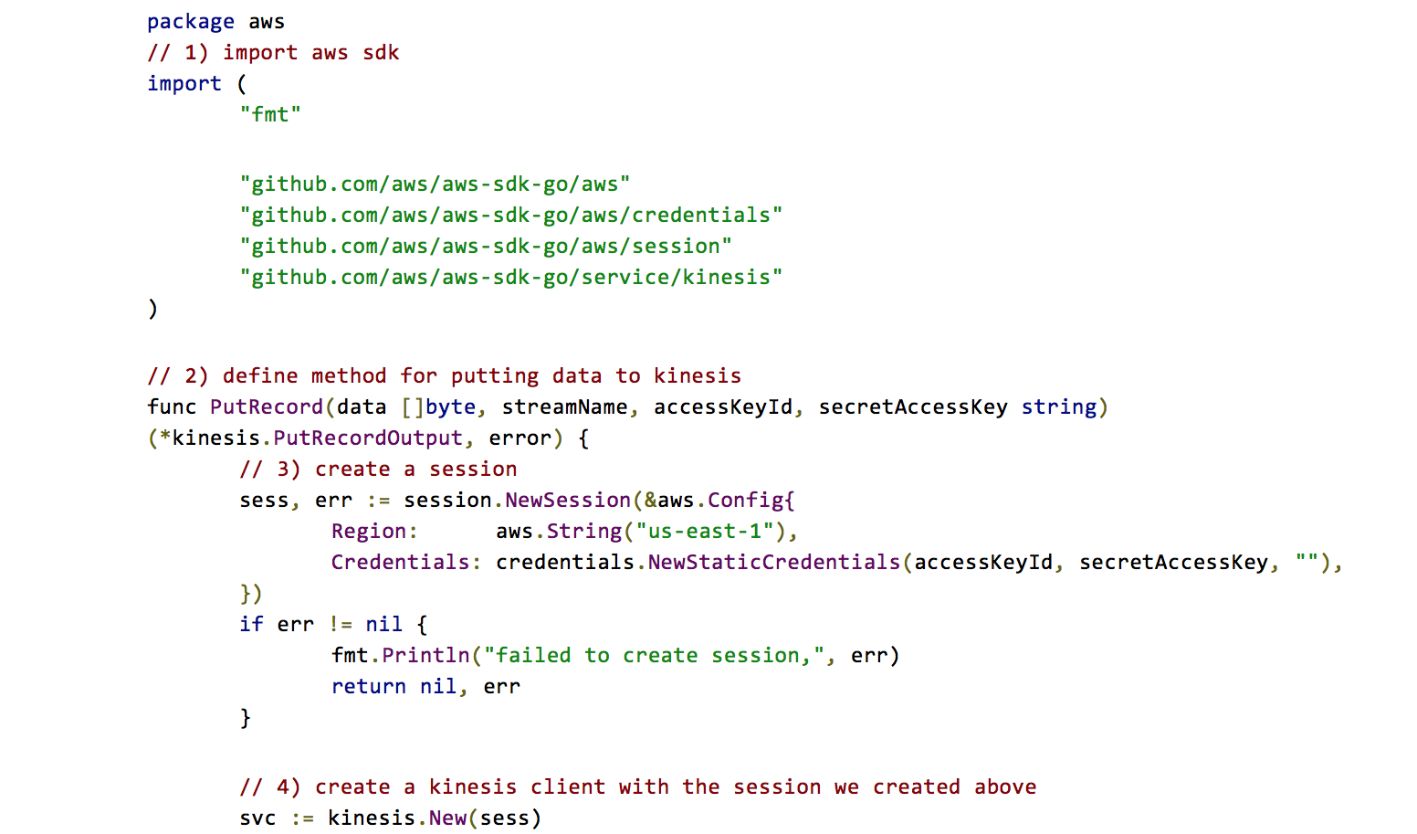 package aws
// 1) import aws sdk
import (
"fmt"
"github.com/aws/aws-sdk-go/aws"
"github.com/aws/aws-sdk-go/aws/credentials"
"github.com/aws/aws-sdk-go/aws/session"
"github.com/aws/aws-sdk-go/service/kinesis"
)
// 2) define method for putting data to kinesis
func PutRecord(data []byte, streamName, accessKeyId, secretAccessKey string)
(*kinesis.PutRecordOutput, error) {
// 3) create a session
sess, err := session.NewSession(&aws.Config{
Region:      aws.String("us-east-1"),
Credentials: credentials.NewStaticCredentials(accessKeyId, secretAccessKey, ""),
})
if err != nil {
fmt.Println("failed to create session,", err)
return nil, err
}
// 4) create a kinesis client with the session we created above
svc := kinesis.New(sess)